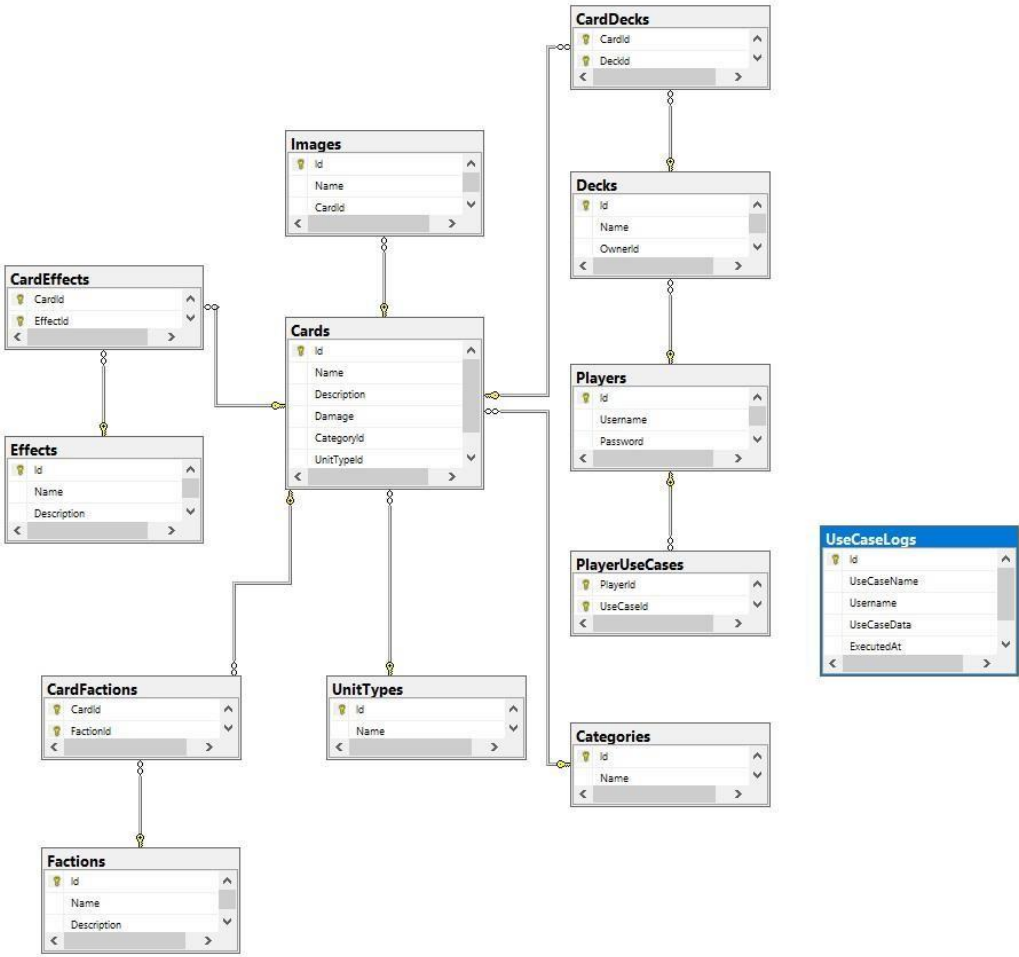 CardDecks
CardId
DeckId
Images
Id
Name
CardId
Decks
Id
Name
OwnerId
CardEffects
CardId
EffectId
Cards
Id
Name
Description
Damage
CategoryId
UnitTypeId
Players
Id
Username
Password
Effects
Id
Name
Description
UseCaseLogs
Id
UseCaseName
Username
UseCaseData
ExecutedAt
PlayerUseCases
PlayerId
UseCaseId
CardFactions
CardId
FactionId
UnitTypes
Id
Name
Categories
Id
Name
Factions
Id
Name
Description